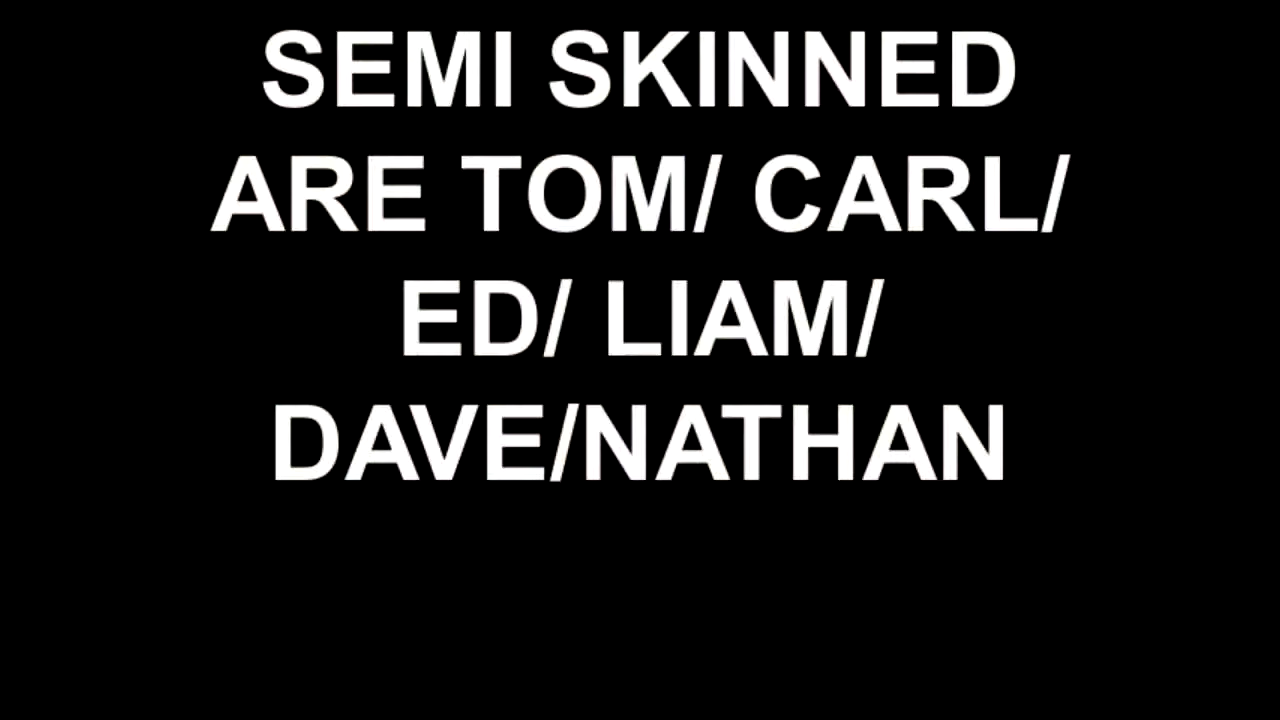 SEMI SKINNED
ARE TOM/ CARL/
ED/ LIAM/
DAVE/NATHAN